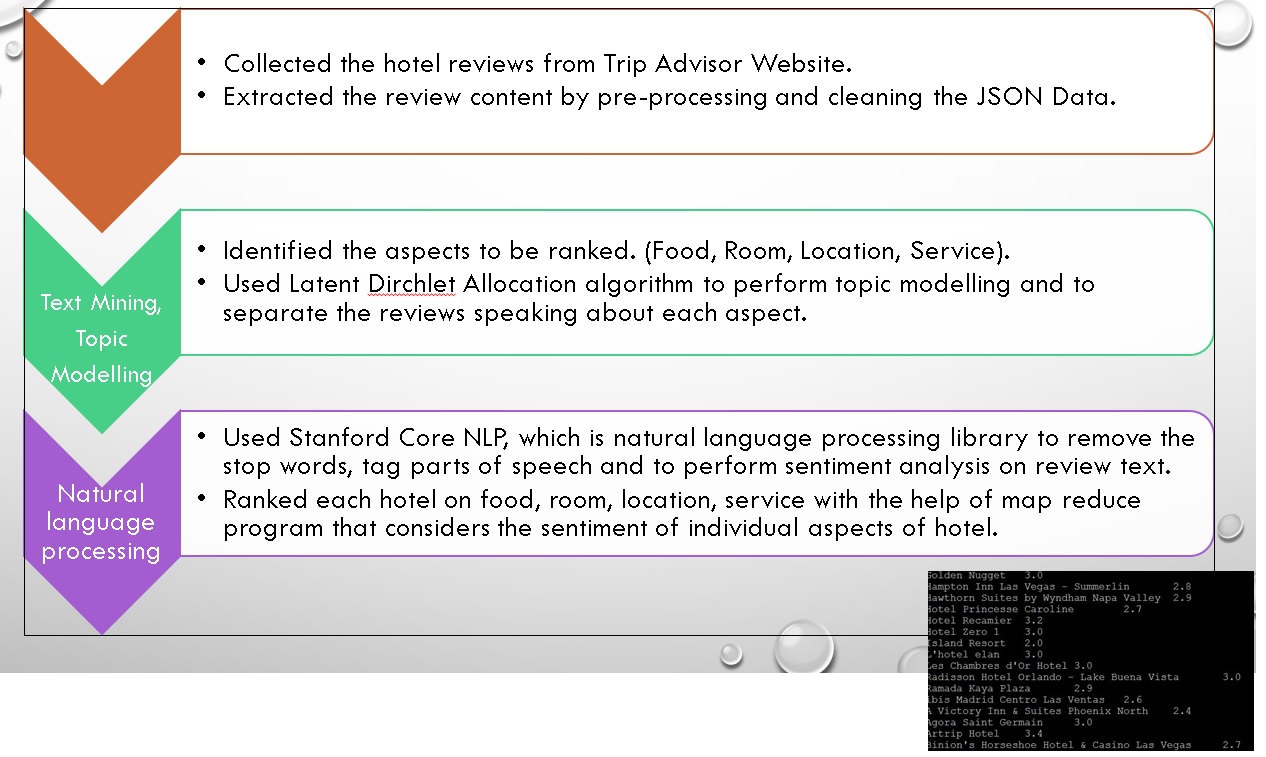 • Collected the hotel reviews from Trip Advisor Website.
• Extracted the review content by pre-processing and cleaning the JSON Data.
Text Mining,
Topic
Modelling
• Identified the aspects to be ranked. (Food, Room, Location, Service).
• Used Latent Dirchlet Allocation algorithm to perform topic modelling and to
separate the reviews speaking about each aspect.
Natural
language
processing
• Used Stanford Core NLP, which is natural language processing library to remove the
stop words, tag parts of speech and to perform sentiment analysis on review text.
• Ranked each hotel on food, room, location, service with the help of map reduce
program that considers the sentiment of individual aspects of hotel.
Golden Nugget 3.0
Hampton Inn Las Vegas - Summerlin 2.8
Hawthorn Suites by Wyndham Napa Valley 2.9
Hotel Princesse Caroline 2.7
Hotel Recamier 3.2
Hotel Zero 1 3.0
Island Resort 2.0
L'hotel elan 3.0
Les Chambres d'Or Hotel 3.0
Radisson Hotel Orlando - Lake Buena Vista 3.0
Ramada Kaya Plaza 2.9
ibis Madrid Centro Las Ventas 2.6
A Victory Inn & Suites Phoenix North 2.4
Agora Saint Germain 3.0
Artrip Hotel 3.4
Binion's Horseshoe Hotel & Casino Las Vegas 2.7